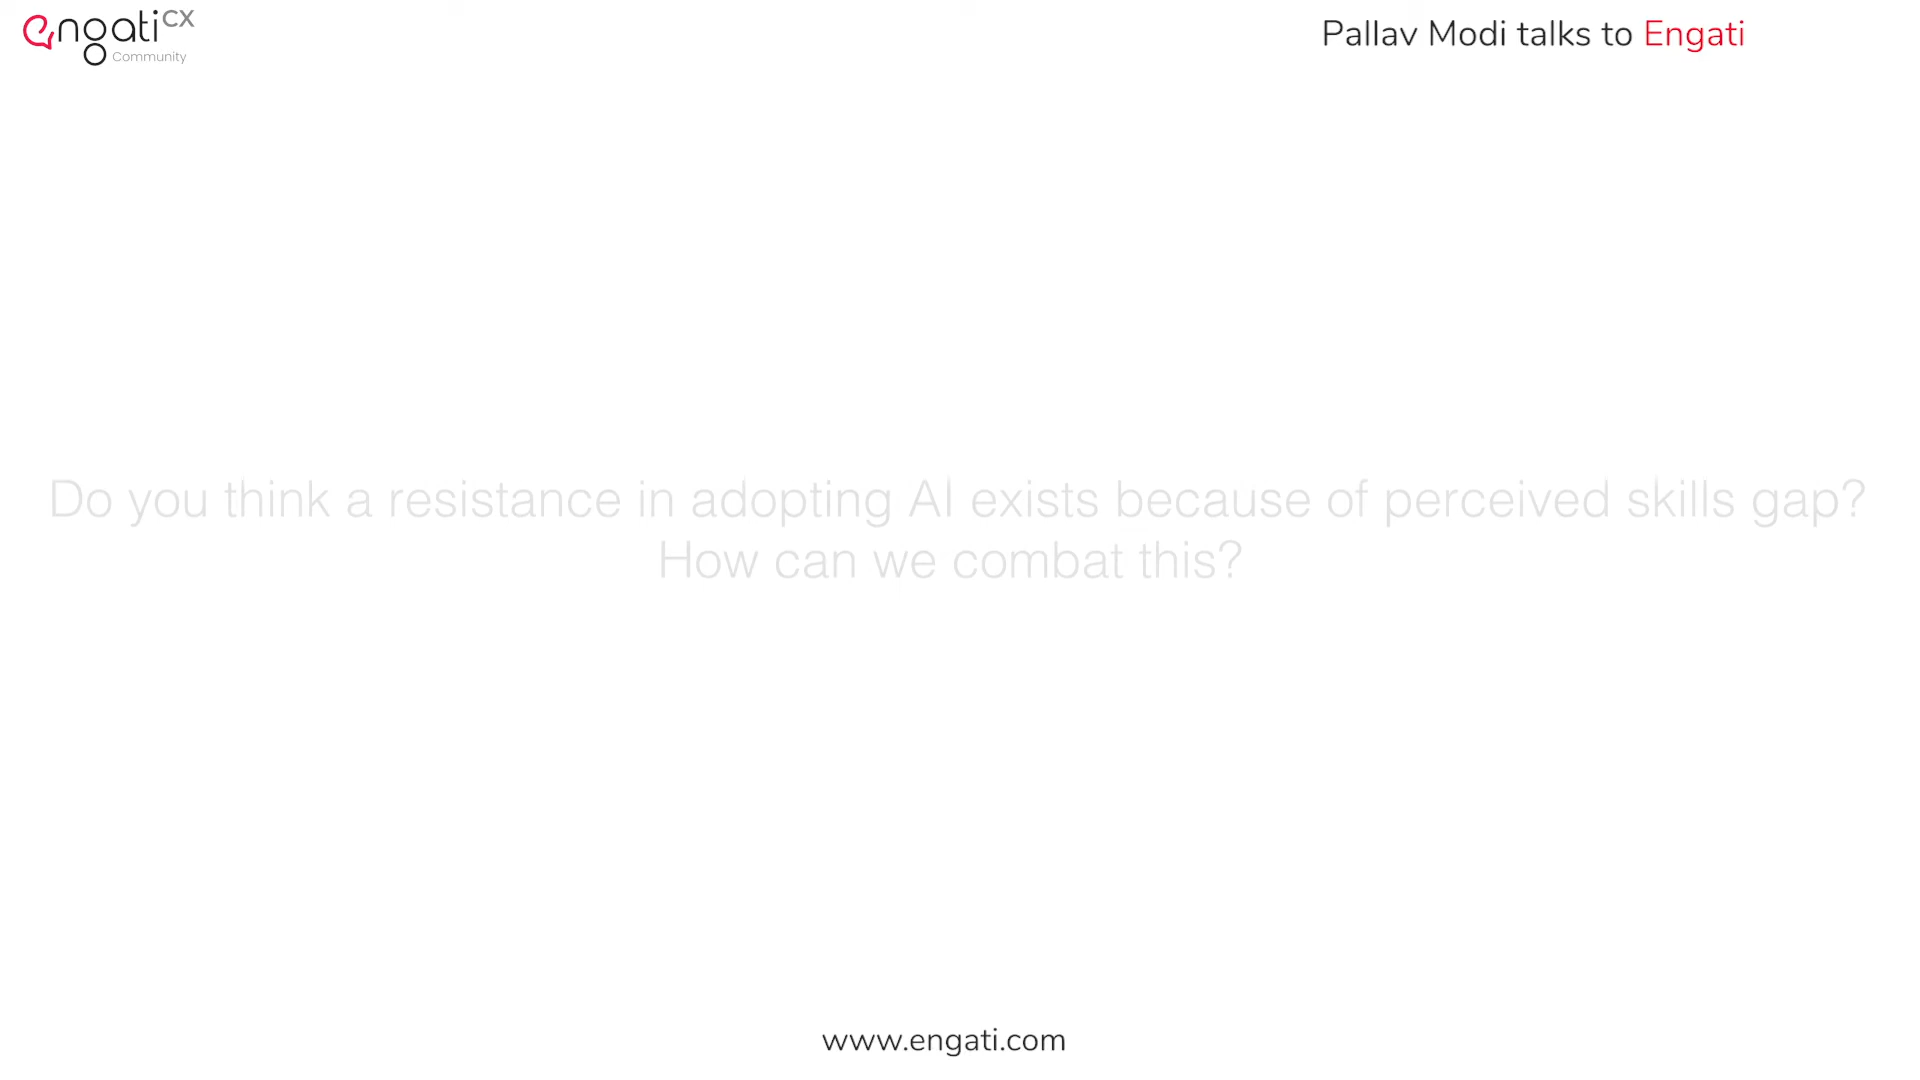 engati CX
Community
Pallav Modi talks to Engati
Do you think a resistance in adopting AI exists because of perceived skills gap?
How can we combat this?
www.engati.com